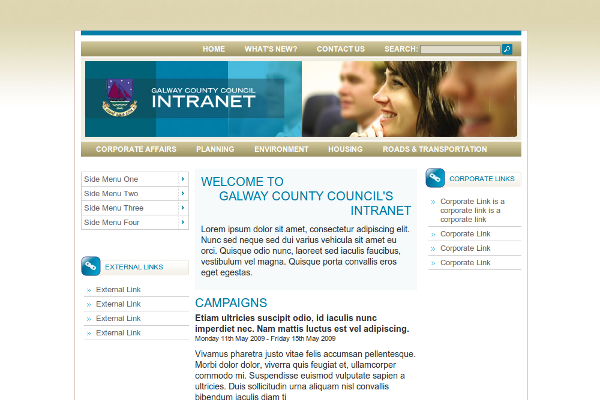 HOME WHAT'S NEW? CONTACT US SEARCH:
GALWAY COUNTY COUNCIL
INTRANET
CORPORATE AFFAIRS PLANNING ENVIRONMENT HOUSING ROADS & TRANSPORTATION
Side Menu One
Side Menu Two
Side Menu Three
Side Menu Four
EXTERNAL LINKS
» External Link
» External Link
» External Link
» External Link
WELCOME TO
GALWAY COUNTY COUNCIL'S
INTRANET
Lorem ipsum dolor sit amet, consectetur adipiscing elit.
Nunc sed neque sed dui varius vehicula sit amet eu
orci. Quisque odio nunc, laoreet sed iaculis faucibus,
vestibulum vel magna. Quisque porta convallis eros
eget egestas.
CAMPAIGNS
Etiam ultricies suscipit odio, id iaculis nunc
imperdiet nec. Nam mattis luctus est vel adipiscing.
Monday 11th May 2009 - Friday 15th May 2009
Vivamus pharetra justo vitae felis accumsan pellentesque.
Morbi dolor dolor, viverra quis feugiat et, ullamcorper
commodo mi. Suspendisse euismod vulputate sapien a
ultricies. Duis sollicitudin urna aliquam nisl convallis
bibendum iaculis diam ti
CORPORATE LINKS
» Corporate Link is a
corporate link is a
corporate link
» Corporate Link
» Corporate Link
» Corporate Link